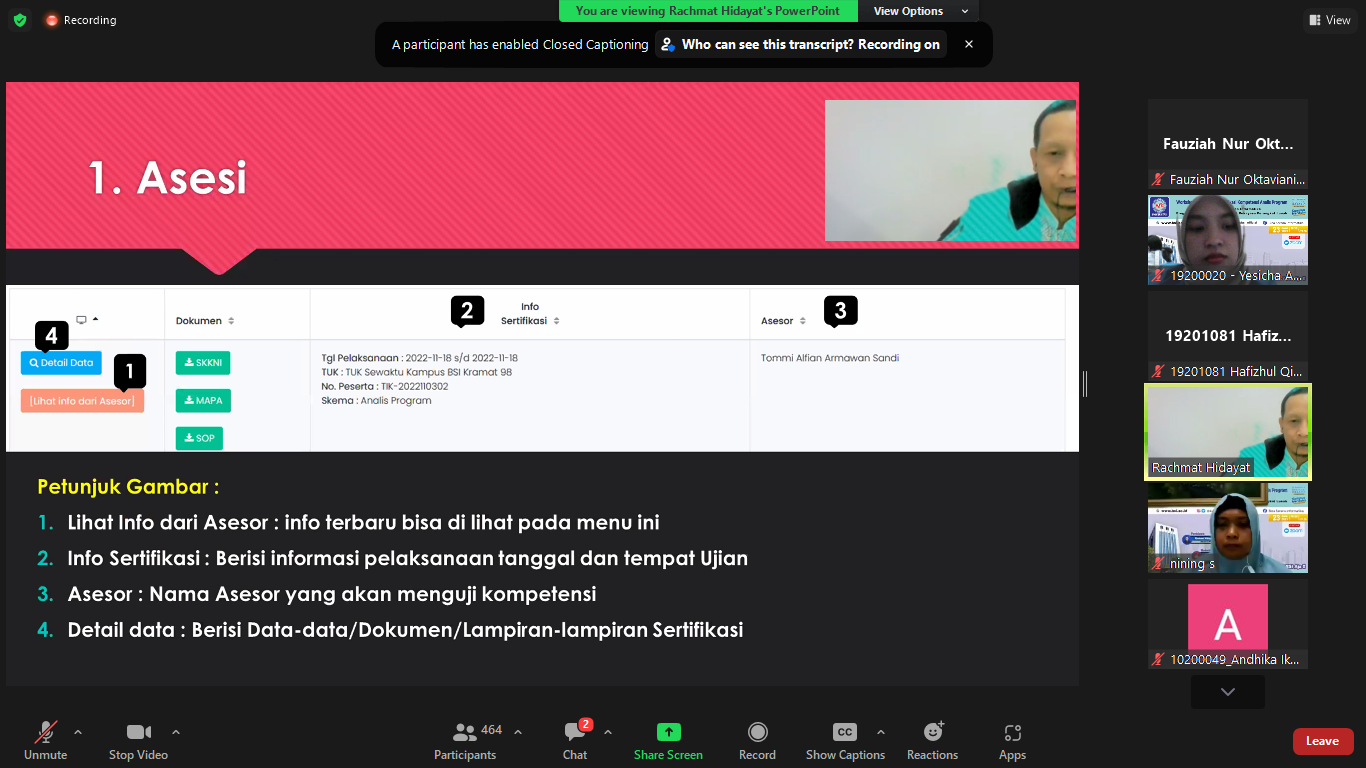 You are viewing Rachmat Hidayat's PowerPoint
View Options
Recording
View
A participant has enabled Closed Captioning
Who can see this transcript? Recording on
1. Asesi
Dokumen
Info
Sertifikasi
Asesor
2
3
4
1
Detail Data
[Lihat info dari Asesor]
SKKNI
MAPA
SOP
Tgl Pelaksanaan : 2022-11-18 s/d 2022-11-18
TUK : TUK Sewaktu Kampus BSI Kramat 98
No. Peserta : TIK-2022110302
Skema : Analis Program
Tommi Alfian Armawan Sandi
Petunjuk Gambar :
1. Lihat Info dari Asesor : info terbaru bisa di lihat pada menu ini
2. Info Sertifikasi : Berisi informasi pelaksanaan tanggal dan tempat Ujian
3. Asesor : Nama Asesor yang akan menguji kompetensi
4. Detail data : Berisi Data-data/Dokumen/Lampiran-lampiran Sertifikasi
Fauziah Nur Okt...
Fauziah Nur Oktaviani...
19200020 - Yesicha A...
19201081 Hafiz...
19201081 Hafizhul Qi...
Rachmat Hidayat
nining s
A
10200049_Andhika Ik...
Unmute
Stop Video
464
Participants
2
Chat
Share Screen
Record
CC
Show Captions
Reactions
Apps
Leave